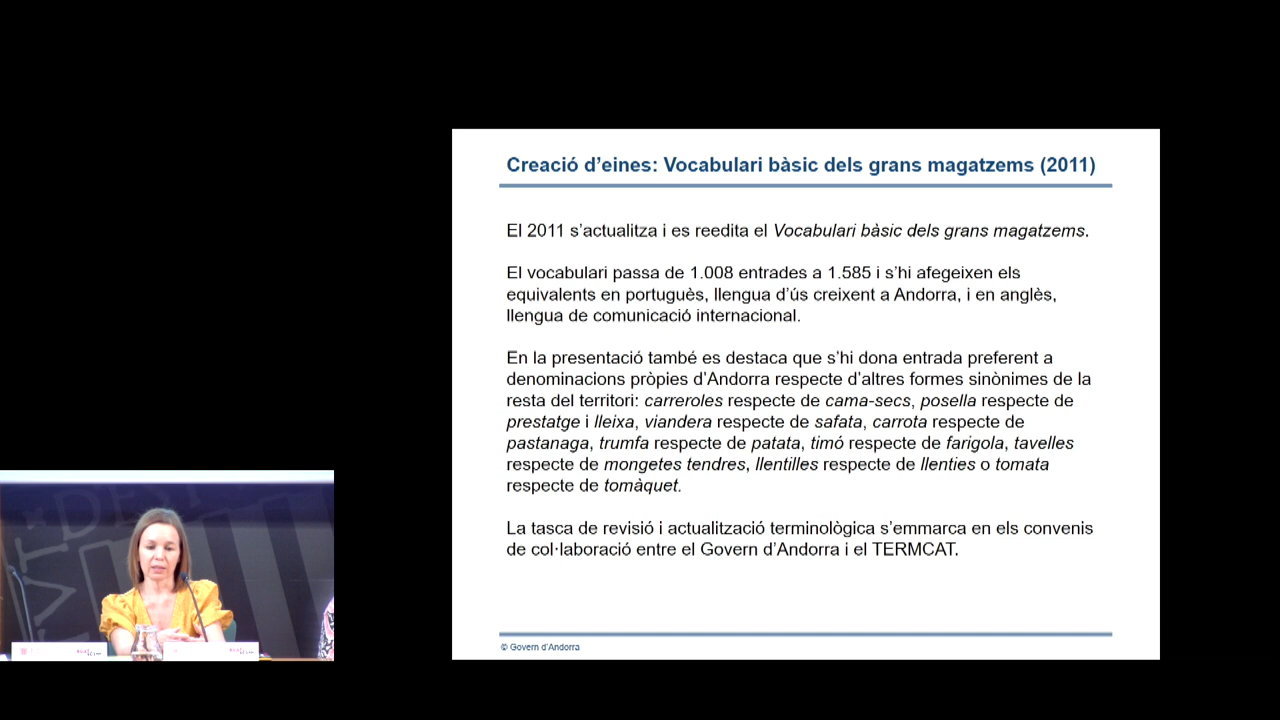 Creació d'eines: Vocabulari bàsic dels grans magatzems (2011)
El 2011 s'actualitza i es reedita el Vocabulari bàsic dels grans magatzems.
El vocabulari passa de 1.008 entrades a 1.585 i s'hi afegeixen els
equivalents en portuguès, llengua d'ús creixent a Andorra, i en anglès,
llengua de comunicació internacional.
En la presentació també es destaca que s'hi dona entrada preferent a
denominacions pròpies d'Andorra respecte d'altres formes sinònimes de la
resta del territori: carreroles respecte de cama-secs, posella respecte de
prestatge i lleixa, viandera respecte de safata, carrota respecte de
pastanaga, trumfa respecte de patata, timó respecte de farigola, tavelles
respecte de mongetes tendres, llentilles respecte de llenties o tomata
respecte de tomàquet.
La tasca de revisió i actualització terminològica s'emmarca en els convenis
de col·laboració entre el Govern d'Andorra i el TERMCAT.
© Govern d'Andorra
DEST